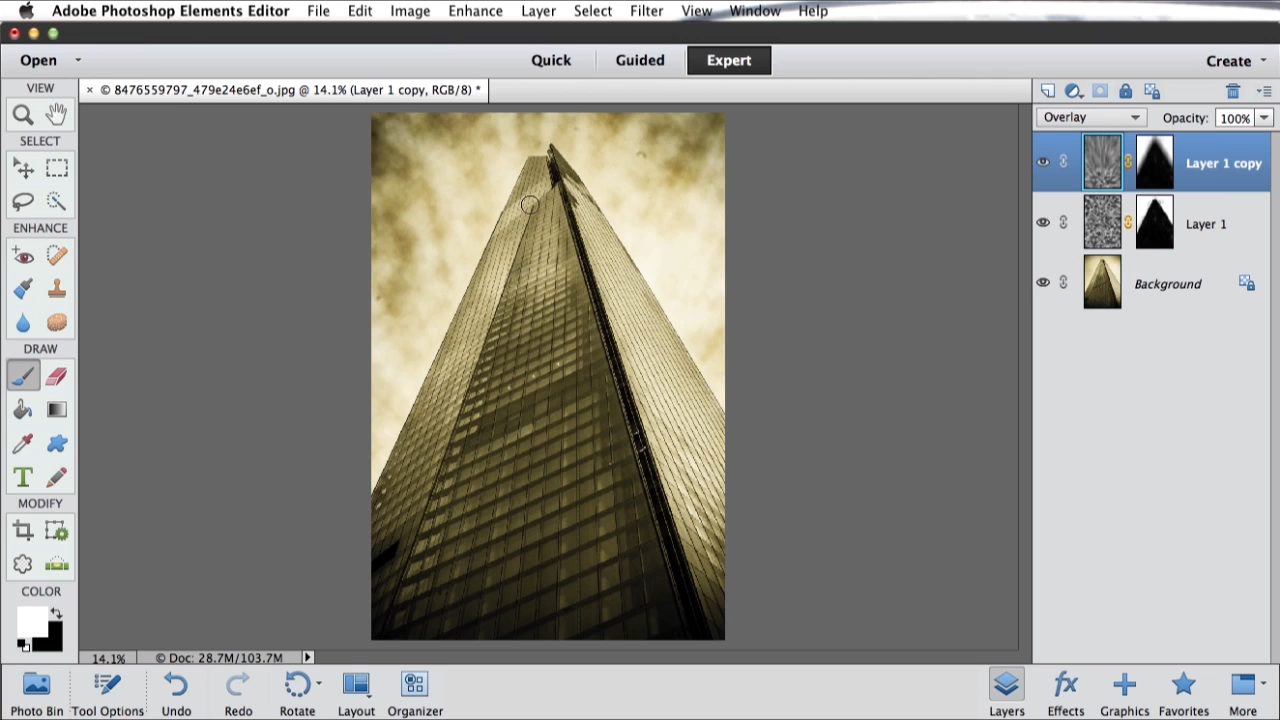 Adobe Photoshop Elements Editor File Edit Image Enhance Layer Select Filter View Window Help
Open Quick Guided Expert Create
VIEW
× © 8476559797_479e24e6ef_o.jpg @ 14.1% (Layer 1 copy, RGB/8) *
Overlay Opacity: 100%
SELECT
Layer 1 copy
ENHANCE
Layer 1
Background
DRAW
T
MODIFY
COLOR
14.1% © Doc: 28.7M/103.7M
Photo Bin Tool Options Undo Redo Rotate Layout Organizer Layers fx Effects Graphics Favorites More